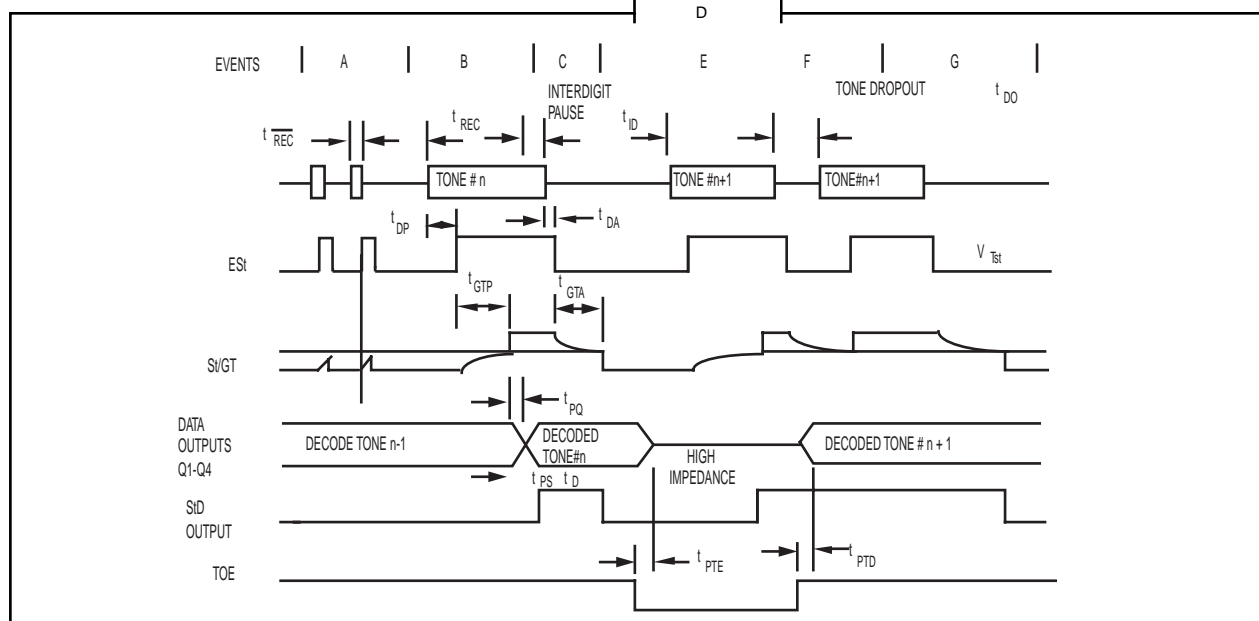 D
EVENTS A B C E F G
INTERDIGIT
PAUSE
TONE DROPOUT
t DO
t REC
t REC
t ID
TONE # n
TONE #n+1
TONE#n+1
t DP
t DA
ESt
V Tst
t GTP
t GTA
St/GT
t PQ
DATA
OUTPUTS
Q1-Q4
DECODE TONE n-1
DECODED
TONE#n
HIGH
IMPEDANCE
DECODED TONE # n + 1
t PS t D
StD
OUTPUT
t PTE
t PTD
TOE